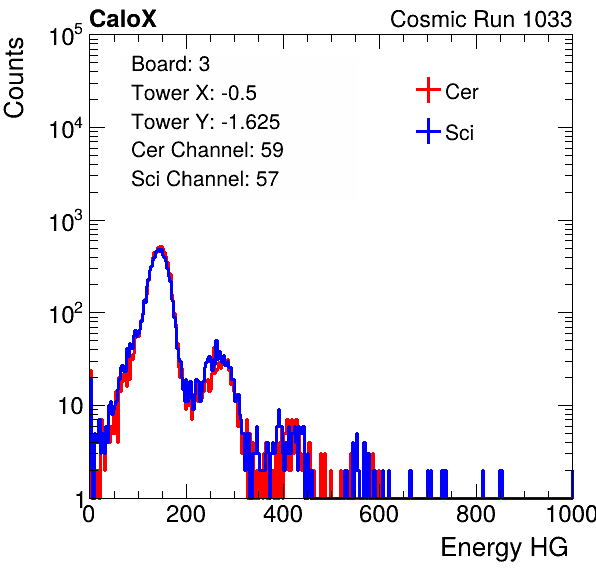 CaloX Cosmic Run 1033
Counts
Board: 3
Tower X: -0.5
Tower Y: -1.625
Cer Channel: 59
Sci Channel: 57
Cer
Sci
10^5
10^4
10^3
10^2
10
1
0 200 400 600 800 1000
Energy HG